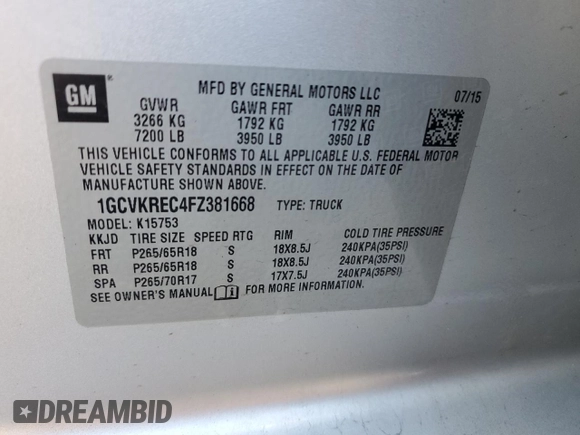 GM
MFD BY GENERAL MOTORS LLC
07/15
GVWR GAWR FRT GAWR RR
3266 KG 1792 KG 1792 KG
7200 LB 3950 LB 3950 LB
THIS VEHICLE CONFORMS TO ALL APPLICABLE U.S. FEDERAL MOTOR
VEHICLE SAFETY STANDARDS IN EFFECT ON THE DATE OF
MANUFACTURE SHOWN ABOVE.
1GCVKREC4FZ381668 TYPE: TRUCK
MODEL: K15753
KKJD TIRE SIZE SPEED RTG RIM COLD TIRE PRESSURE
FRT P265/65R18 S 18X8.5J 240KPA(35PSI)
RR P265/65R18 S 18X8.5J 240KPA(35PSI)
SPA P265/70R17 S 17X7.5J 240KPA(35PSI)
SEE OWNER'S MANUAL FOR MORE INFORMATION.
DREAMBID